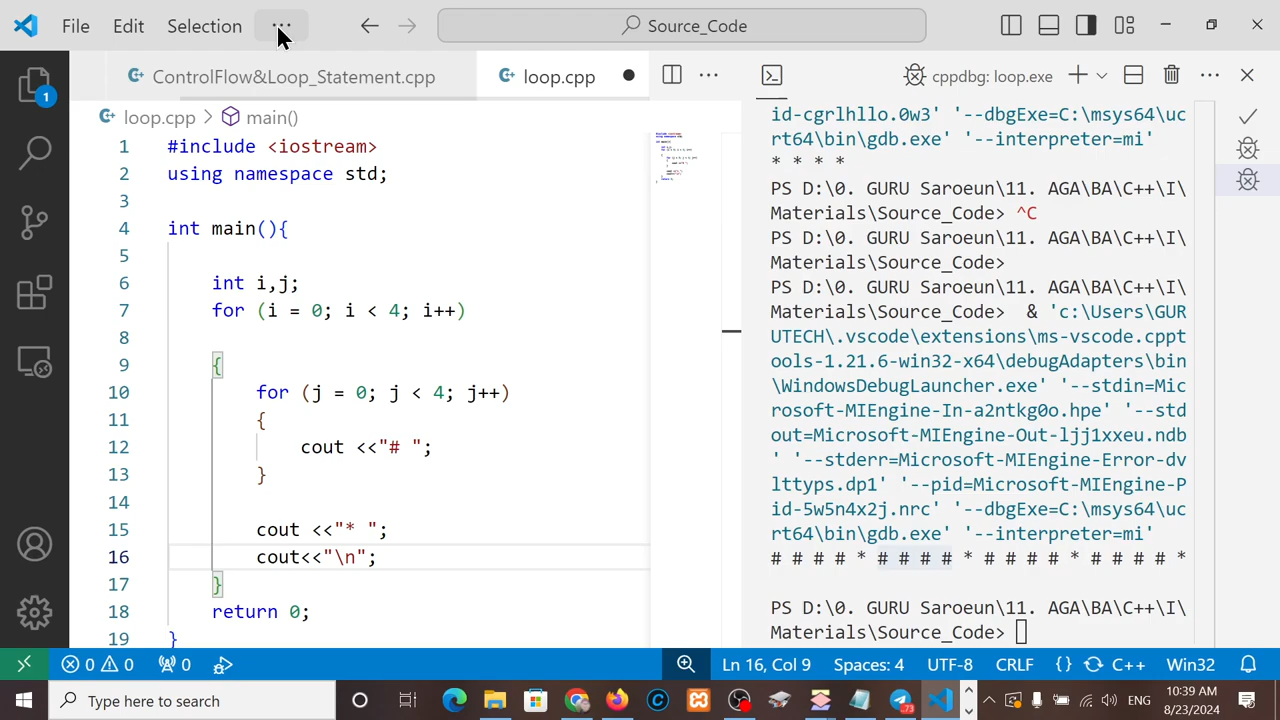 File Edit Selection ... Source_Code
ControlFlow&Loop_Statement.cpp loop.cpp cppdbg: loop.exe
1
loop.cpp > main()
1 #include <iostream>
2 using namespace std;
3
4 int main(){
5
6 int i,j;
7 for (i = 0; i < 4; i++)
8
9 {
10 for (j = 0; j < 4; j++)
11 {
12 cout <<"# ";
13 }
14
15 cout <<"* ";
16 cout<<"\n";
17 }
18 return 0;
19 }
id-cgrlhllo.0w3' '--dbgExe=C:\msys64\uc
rt64\bin\gdb.exe' '--interpreter=mi'
* * * *
PS D:\0. GURU Saroeun\11. AGA\BA\C++\I\
Materials\Source_Code> ^C
PS D:\0. GURU Saroeun\11. AGA\BA\C++\I\
Materials\Source_Code>
PS D:\0. GURU Saroeun\11. AGA\BA\C++\I\
Materials\Source_Code> & 'c:\Users\GUR
UTECH\.vscode\extensions\ms-vscode.cppt
ools-1.21.6-win32-x64\debugAdapters\bin
\WindowsDebugLauncher.exe' '--stdin=Mic
rosoft-MIEngine-In-a2ntkg0o.hpe' '--std
out=Microsoft-MIEngine-Out-ljj1xxeu.ndb
' '--stderr=Microsoft-MIEngine-Error-dv
lttyps.dp1' '--pid=Microsoft-MIEngine-P
id-5w5n4x2j.nrc' '--dbgExe=C:\msys64\uc
rt64\bin\gdb.exe' '--interpreter=mi'
# # # # * # # # # * # # # # * # # # # *
PS D:\0. GURU Saroeun\11. AGA\BA\C++\I\
Materials\Source_Code>
0 0 0 Ln 16, Col 9 Spaces: 4 UTF-8 CRLF {} C++ Win32
Type here to search ENG 10:39 AM
8/23/2024